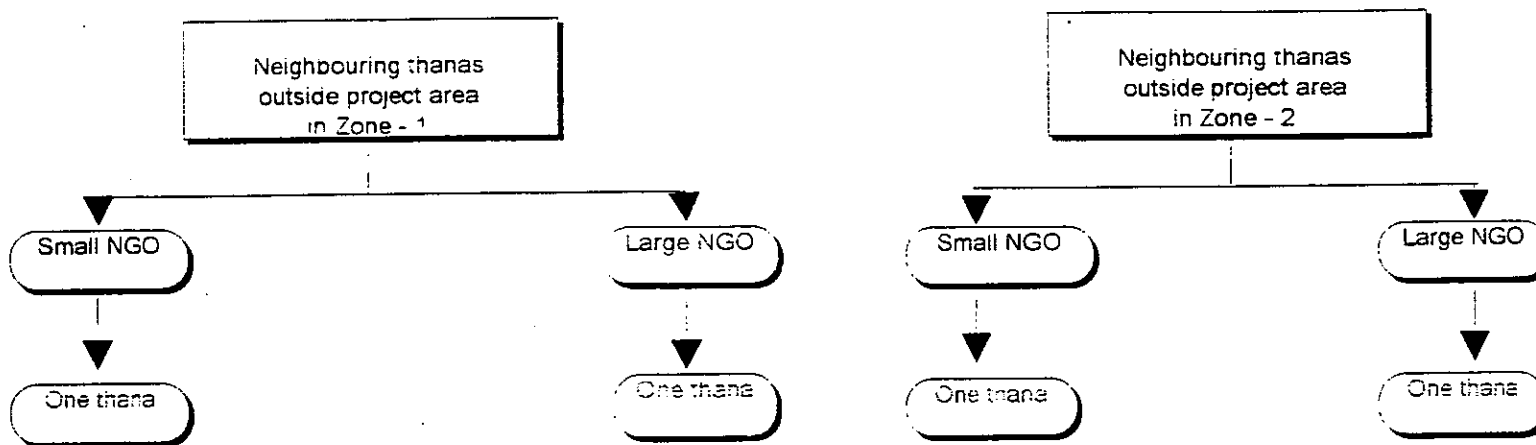 Neighbouring thanas
outside project area
in Zone - 1
Neighbouring thanas
outside project area
in Zone - 2
Small NGO
Large NGO
Small NGO
Large NGO
One thana
One thana
One thana
One thana